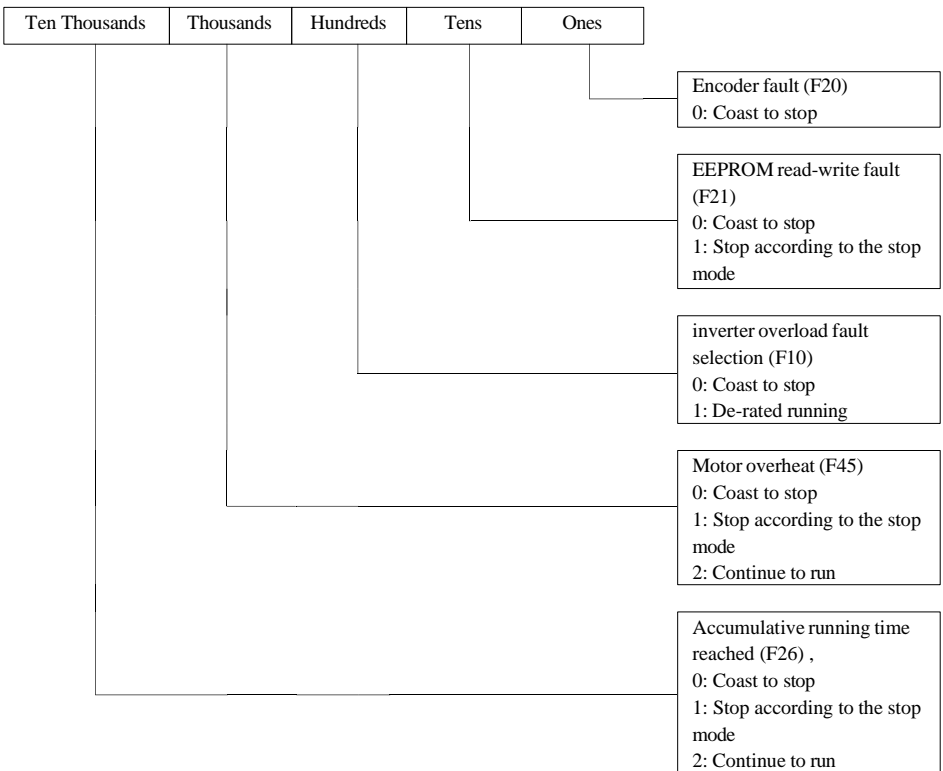 Ten Thousands Thousands Hundreds Tens Ones
Encoder fault (F20)
0: Coast to stop
EEPROM read-write fault
(F21)
0: Coast to stop
1: Stop according to the stop
mode
inverter overload fault
selection (F10)
0: Coast to stop
1: De-rated running
Motor overheat (F45)
0: Coast to stop
1: Stop according to the stop
mode
2: Continue to run
Accumulative running time
reached (F26) ,
0: Coast to stop
1: Stop according to the stop
mode
2: Continue to run